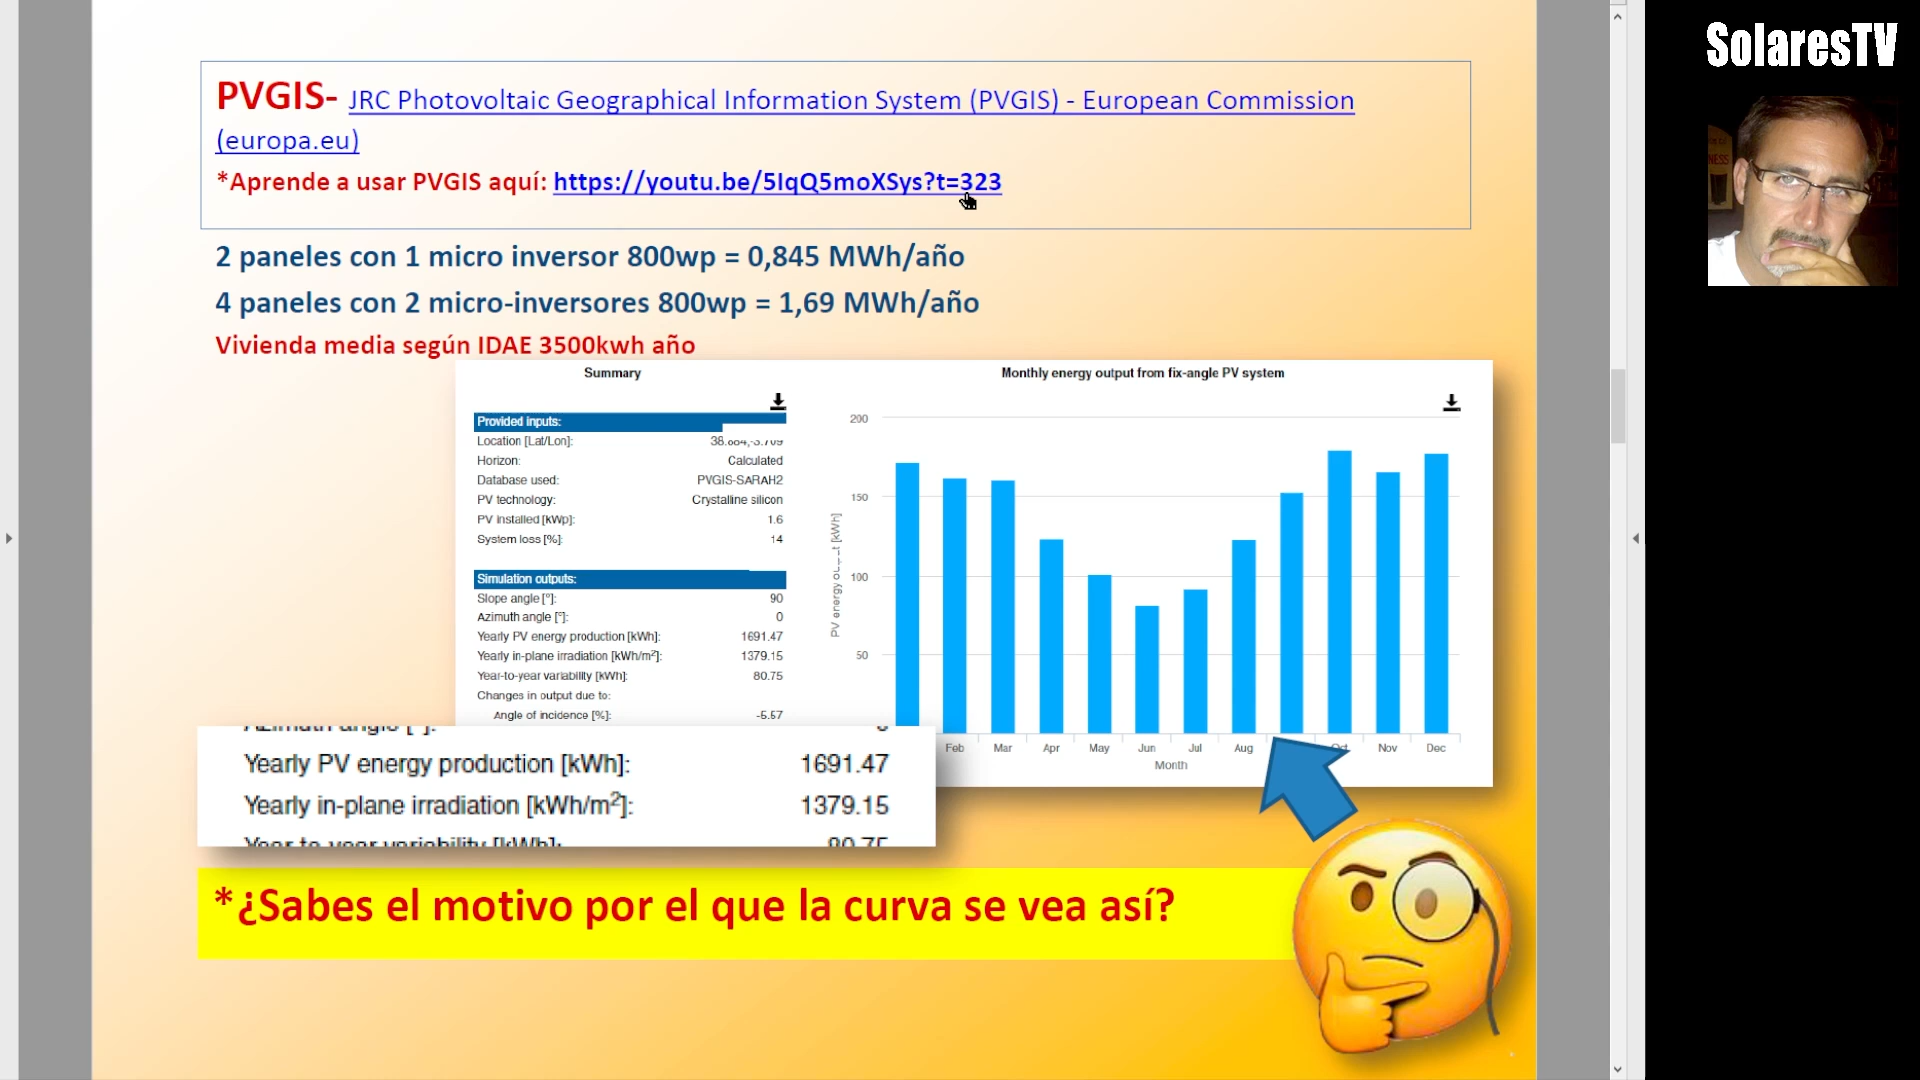 SolaresTV
PVGIS- JRC Photovoltaic Geographical Information System (PVGIS) - European Commission
(europa.eu)
*Aprende a usar PVGIS aquí: https://youtu.be/5IqQ5moXSys?t=323
2 paneles con 1 micro inversor 800wp = 0,845 MWh/año
4 paneles con 2 micro-inversores 800wp = 1,69 MWh/año
Vivienda media según IDAE 3500kwh año
Summary
Provided inputs:
Location [Lat/Lon]:
Horizon: Calculated
Database used: PVGIS-SARAH2
PV technology: Crystalline silicon
PV installed [kWp]: 1.6
System loss [%]: 14
Simulation outputs:
Slope angle [°]: 90
Azimuth angle [°]: 0
Yearly PV energy production [kWh]: 1691.47
Yearly in-plane irradiation [kWh/m²]: 1379.15
Year-to-year variability [kWh]: 80.75
Changes in output due to:
Angle of incidence [%]: -5.57
Monthly energy output from fix-angle PV system
200
150
100
50
PV energy [kWh]
Feb Mar Apr May Jun Jul Aug Oct Nov Dec
Month
Yearly PV energy production [kWh]: 1691.47
Yearly in-plane irradiation [kWh/m²]: 1379.15
*¿Sabes el motivo por el que la curva se vea así?